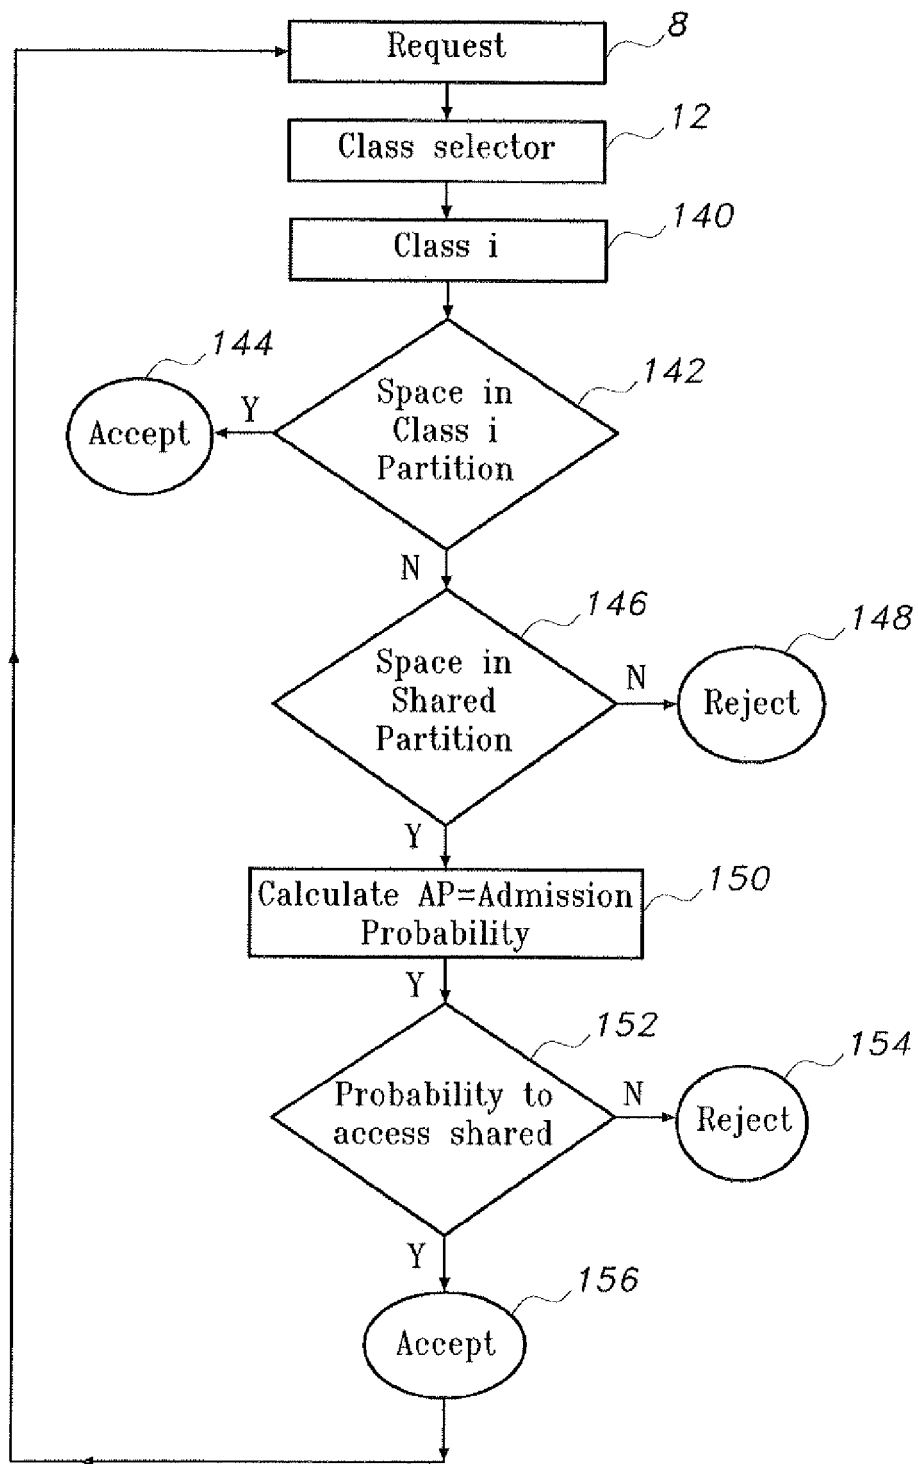 Request
8
Class selector
12
Class i
140
144
Accept
Y
Space in
Class i
Partition
142
N
146
Space in
Shared
Partition
N
148
Reject
Y
Calculate AP=Admission
Probability
150
Y
152
Probability to
access shared
N
154
Reject
Y
156
Accept